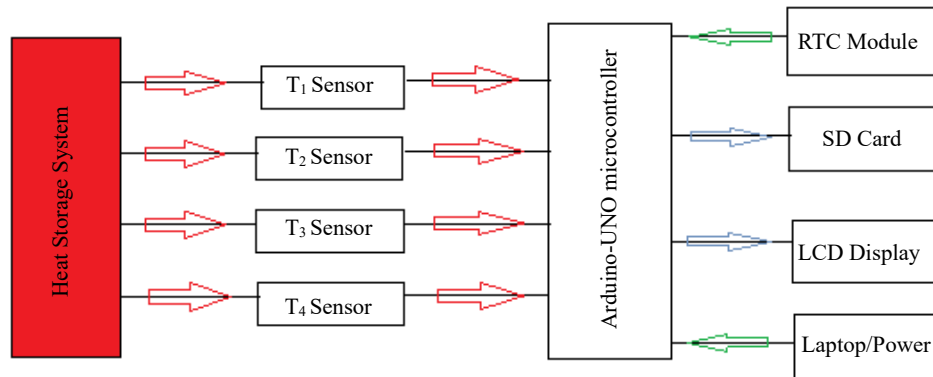 Heat Storage System
T₁ Sensor
T₂ Sensor
T₃ Sensor
T₄ Sensor
Arduino-UNO microcontroller
RTC Module
SD Card
LCD Display
Laptop/Power